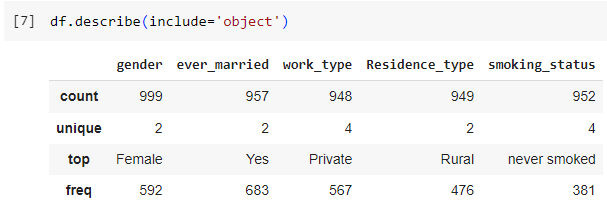 [7] df.describe(include='object')
gender ever_married work_type Residence_type smoking_status
count 999 957 948 949 952
unique 2 2 4 2 4
top Female Yes Private Rural never smoked
freq 592 683 567 476 381